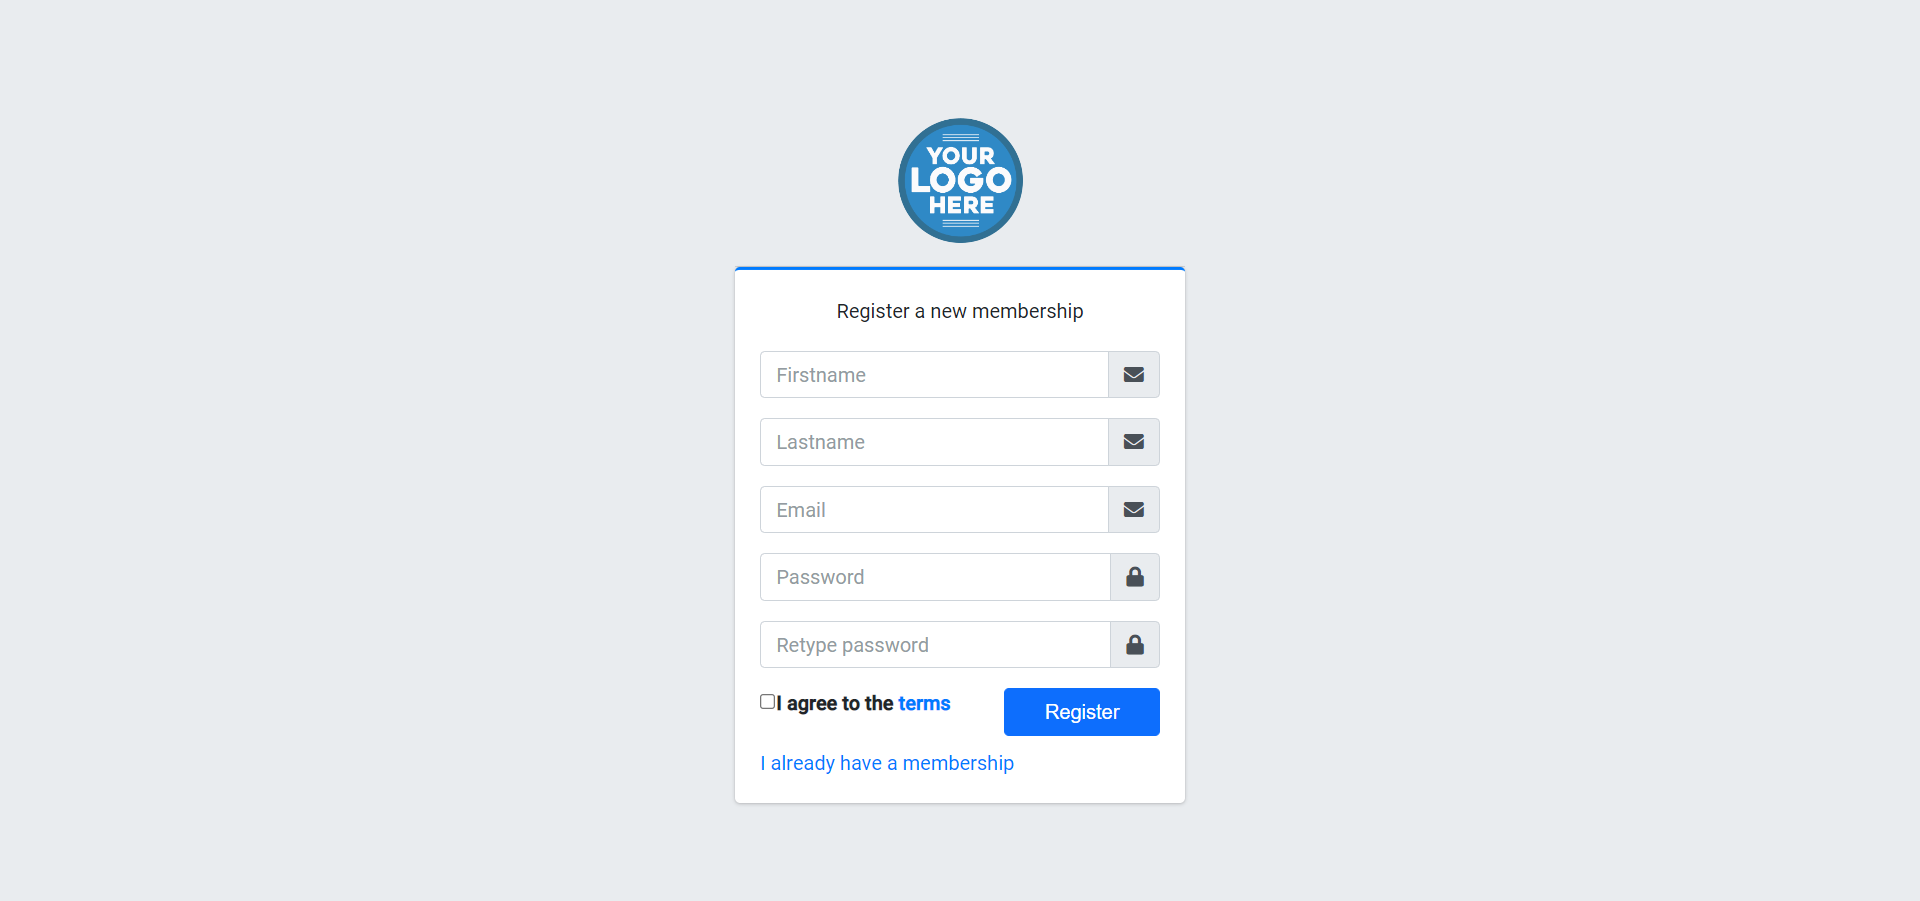 YOUR
LOGO
HERE
Register a new membership
Firstname
Lastname
Email
Password
Retype password
I agree to the terms
Register
I already have a membership